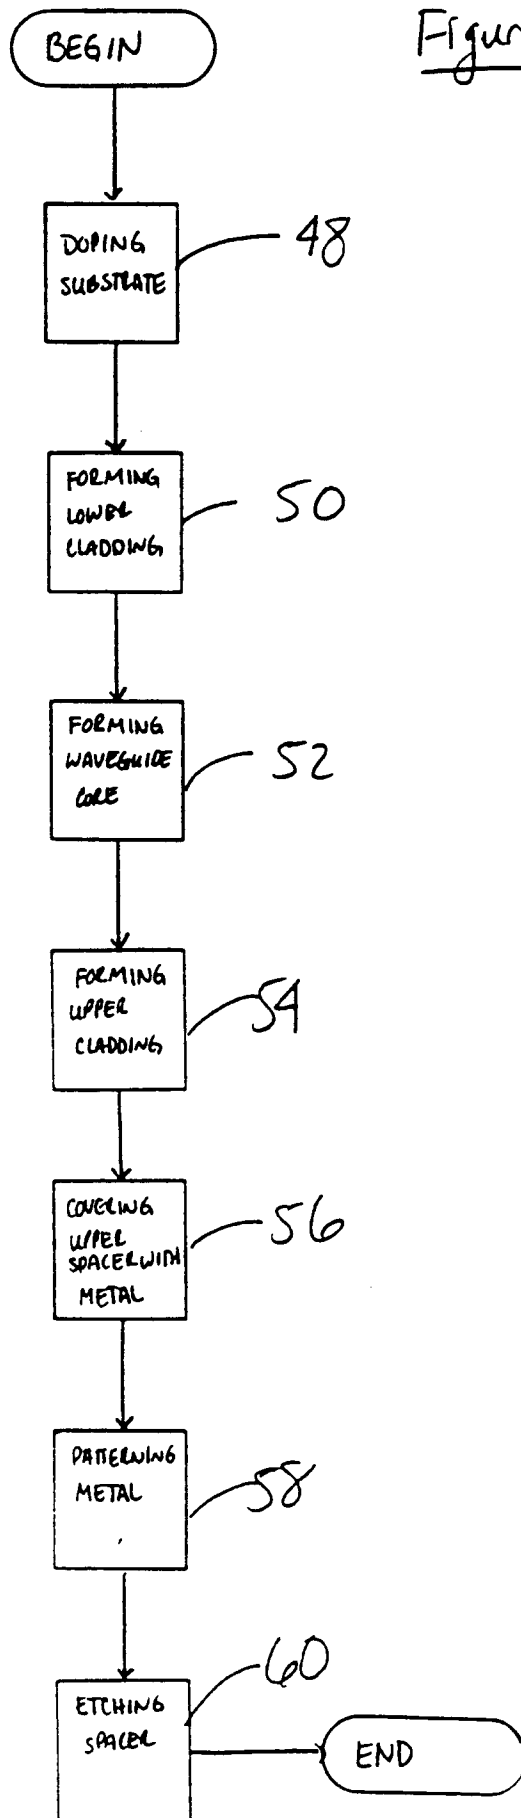 BEGIN
Figur
DOPING
SUBSTRATE
48
FORMING
LOWER
CLADDING
50
FORMING
WAVEGUIDE
CORE
52
FORMING
UPPER
CLADDING
54
COVERING
UPPER
SPACER WITH
METAL
56
PATTERNING
METAL
58
ETCHING
SPACER
60
END